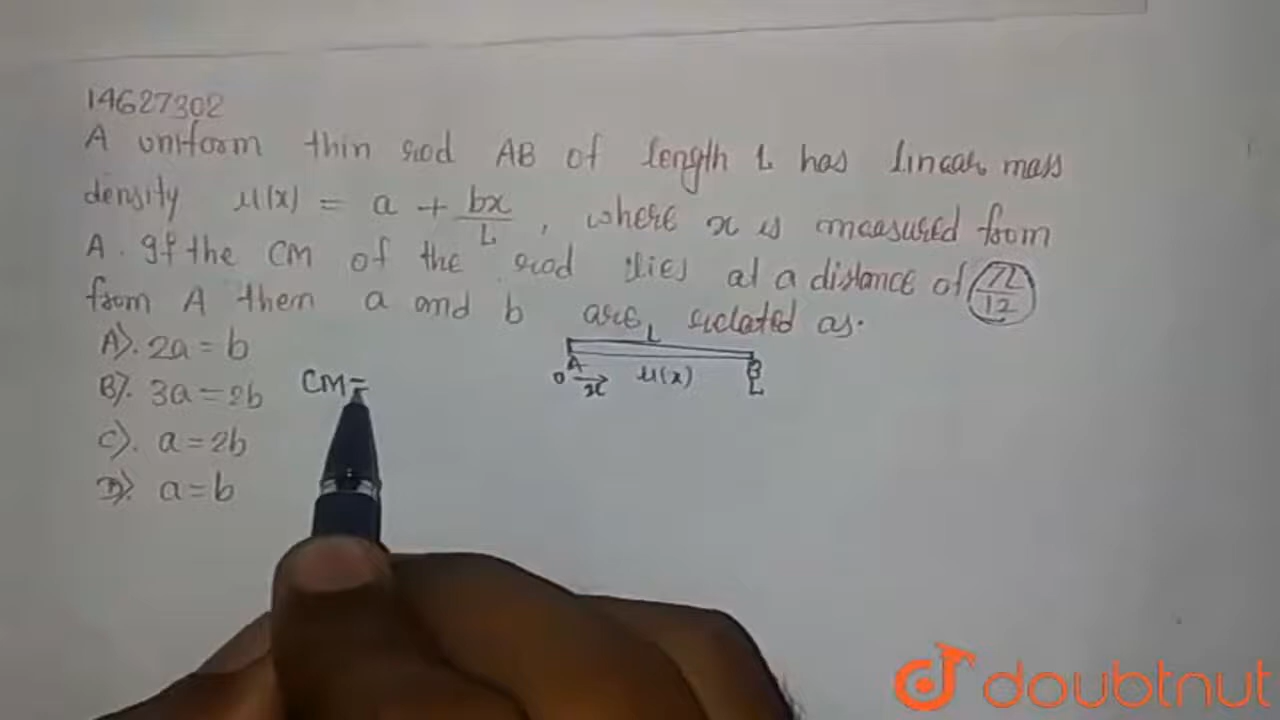 14627302
A uniform thin rod AB of length L has linear mass
density μ(x) = a + bx/L, where x is measured from
A. If the CM of the rod lies at a distance of 7L/12
from A then a and b are related as.
A). 2a = b
B). 3a = 2b
C). a = 2b
D). a = b
CM=
L
A
B
0
x
μ(x)
L
doubtnut